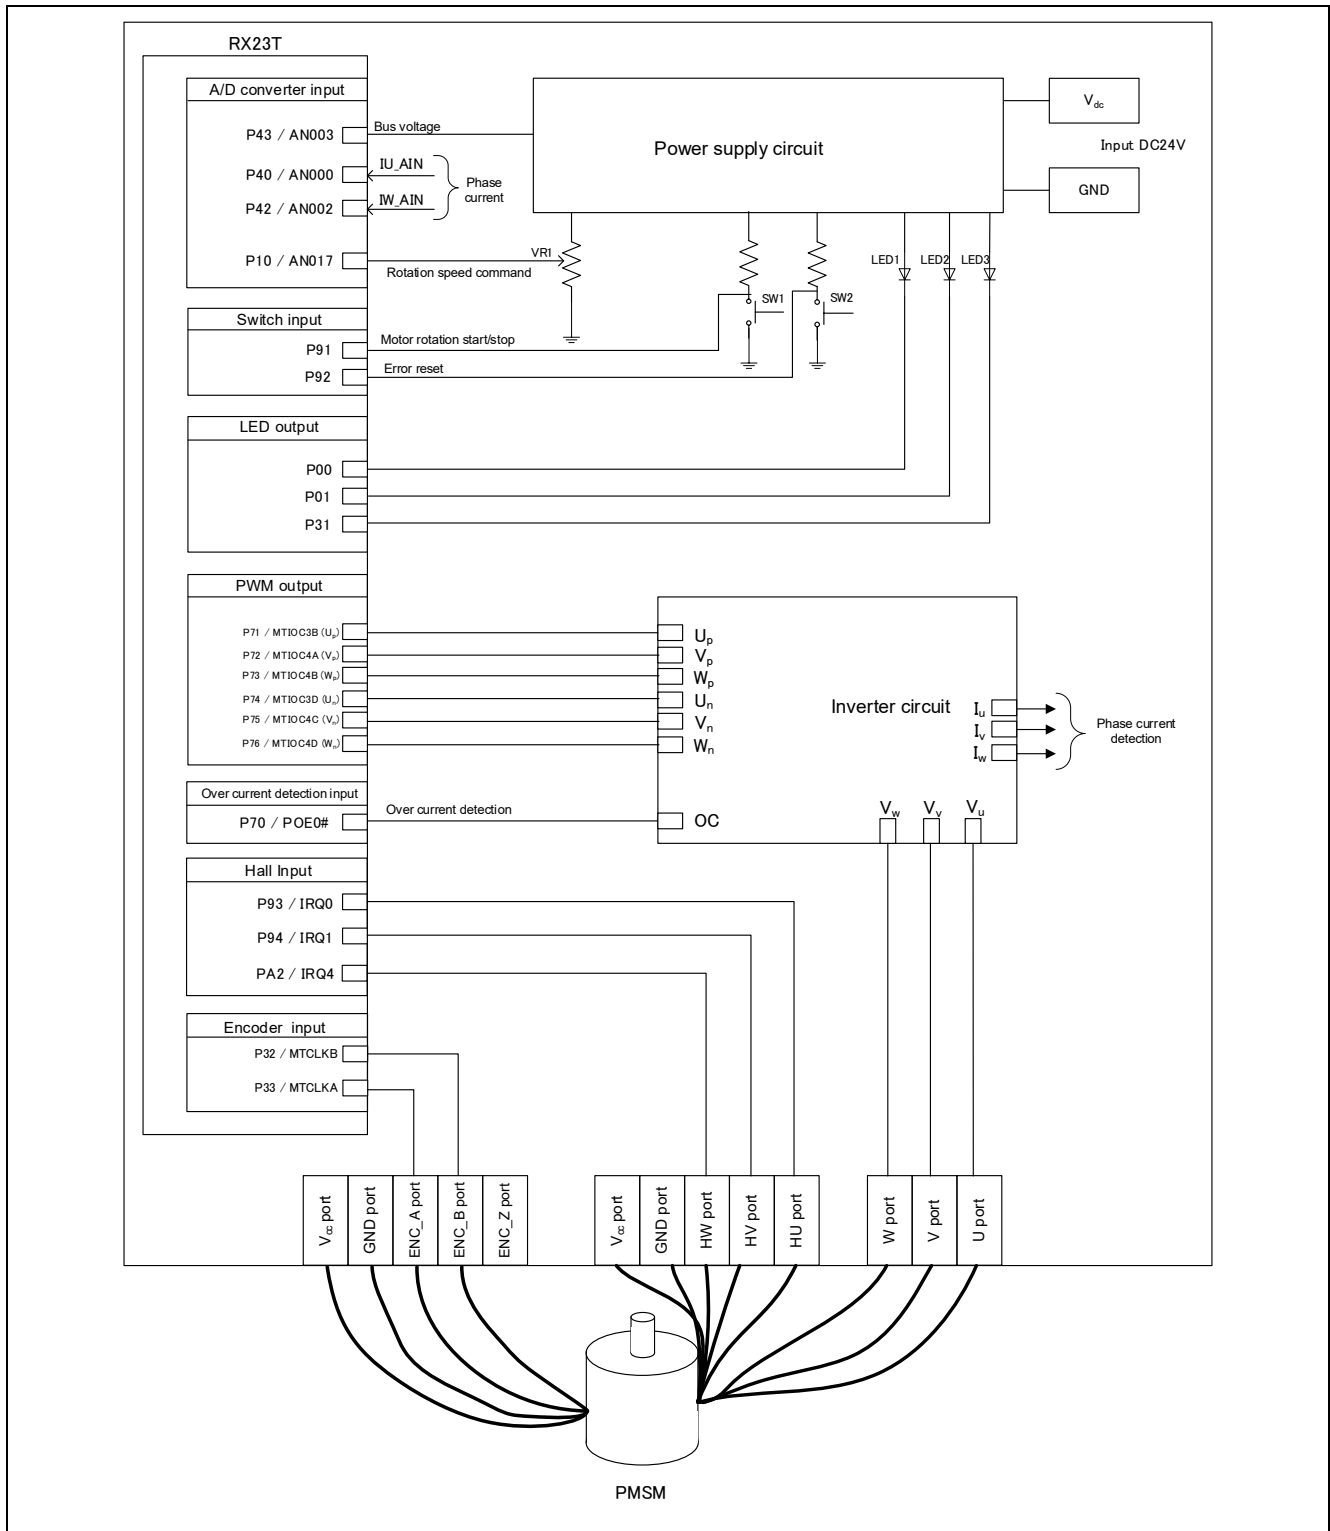 RX23T
A/D converter input
P43 / AN003
Bus voltage
P40 / AN000
IU_AIN
P42 / AN002
IW_AIN
Phase
current
P10 / AN017
Rotation speed command
VR1
Power supply circuit
Vdc
Input DC24V
GND
LED1
LED2
LED3
SW1
SW2
Switch input
P91
Motor rotation start/stop
P92
Error reset
LED output
P00
P01
P31
PWM output
P71 / MTIOC3B (Up)
P72 / MTIOC4A (Vp)
P73 / MTIOC4B (Wp)
P74 / MTIOC3D (Un)
P75 / MTIOC4C (Vn)
P76 / MTIOC4D (Wn)
Up
Vp
Wp
Un
Vn
Wn
Inverter circuit
Iu
Iv
Iw
Phase current
detection
Over current detection input
P70 / POE0#
Over current detection
OC
Vw
Vv
Vu
Hall Input
P93 / IRQ0
P94 / IRQ1
PA2 / IRQ4
Encoder input
P32 / MTCLKB
P33 / MTCLKA
Vcc port
GND port
ENC_A port
ENC_B port
ENC_Z port
Vcc port
GND port
HW port
HV port
HU port
W port
V port
U port
PMSM